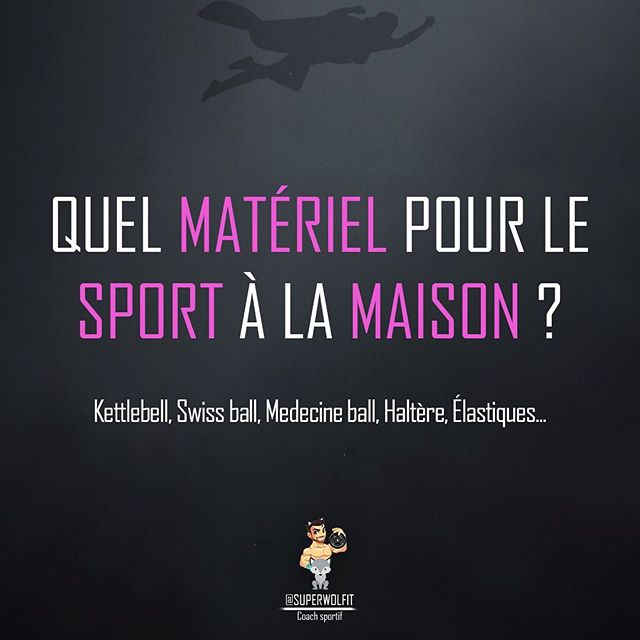 QUEL MATÉRIEL POUR LE
SPORT À LA MAISON ?
Kettlebell, Swiss ball, Medecine ball, Haltère, Élastiques...
@SUPERWOLFIT
Coach sportif